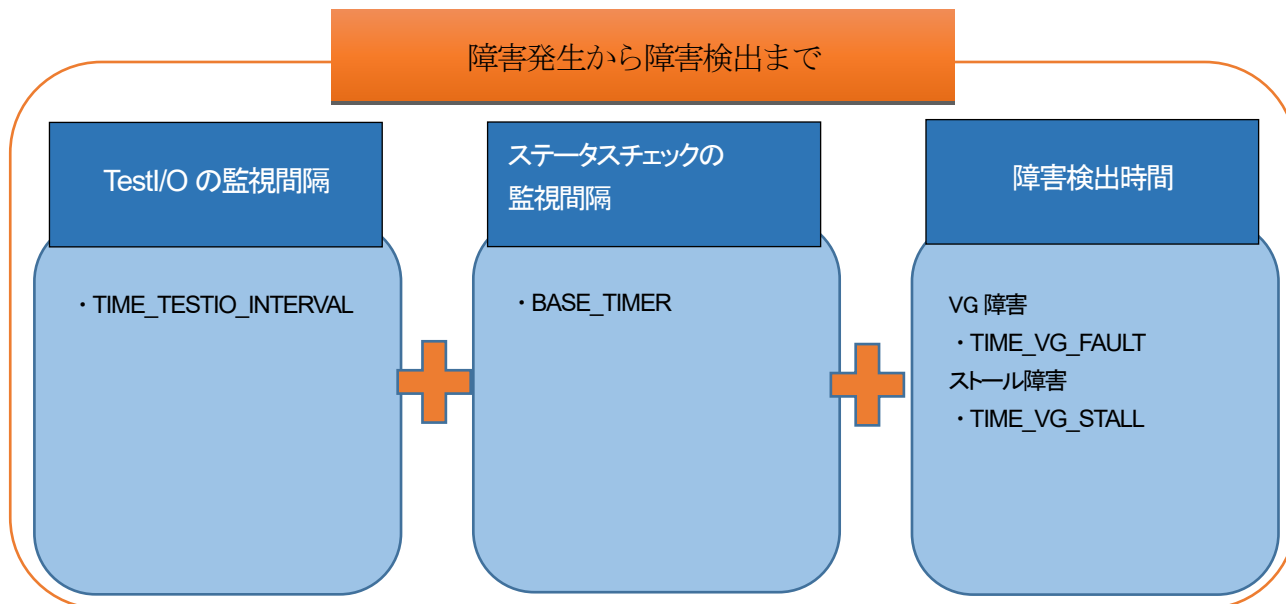 障害発生から障害検出まで
TestI/O の監視間隔
・TIME_TESTIO_INTERVAL
ステータスチェックの
監視間隔
・BASE_TIMER
障害検出時間
VG 障害
・TIME_VG_FAULT
ストール障害
・TIME_VG_STALL